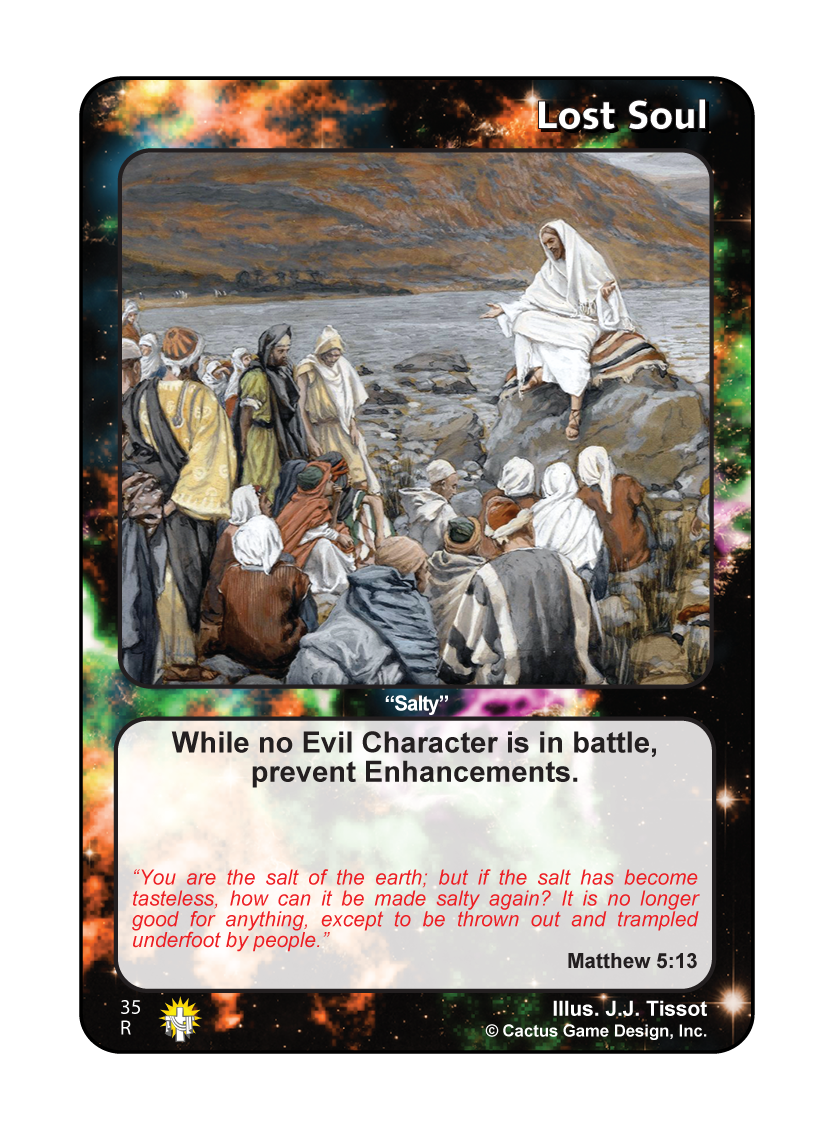 Lost Soul
“Salty”
While no Evil Character is in battle,
prevent Enhancements.
“You are the salt of the earth; but if the salt has become
tasteless, how can it be made salty again? It is no longer
good for anything, except to be thrown out and trampled
underfoot by people.”
Matthew 5:13
35
R
Illus. J.J. Tissot
© Cactus Game Design, Inc.